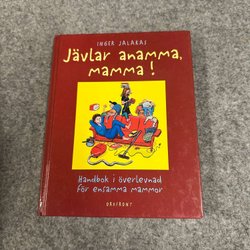 INGER JALAKAS
Jävlar anamma,
mamma!
Handbok i överlevnad
för ensamma mammor
ORDFRONT